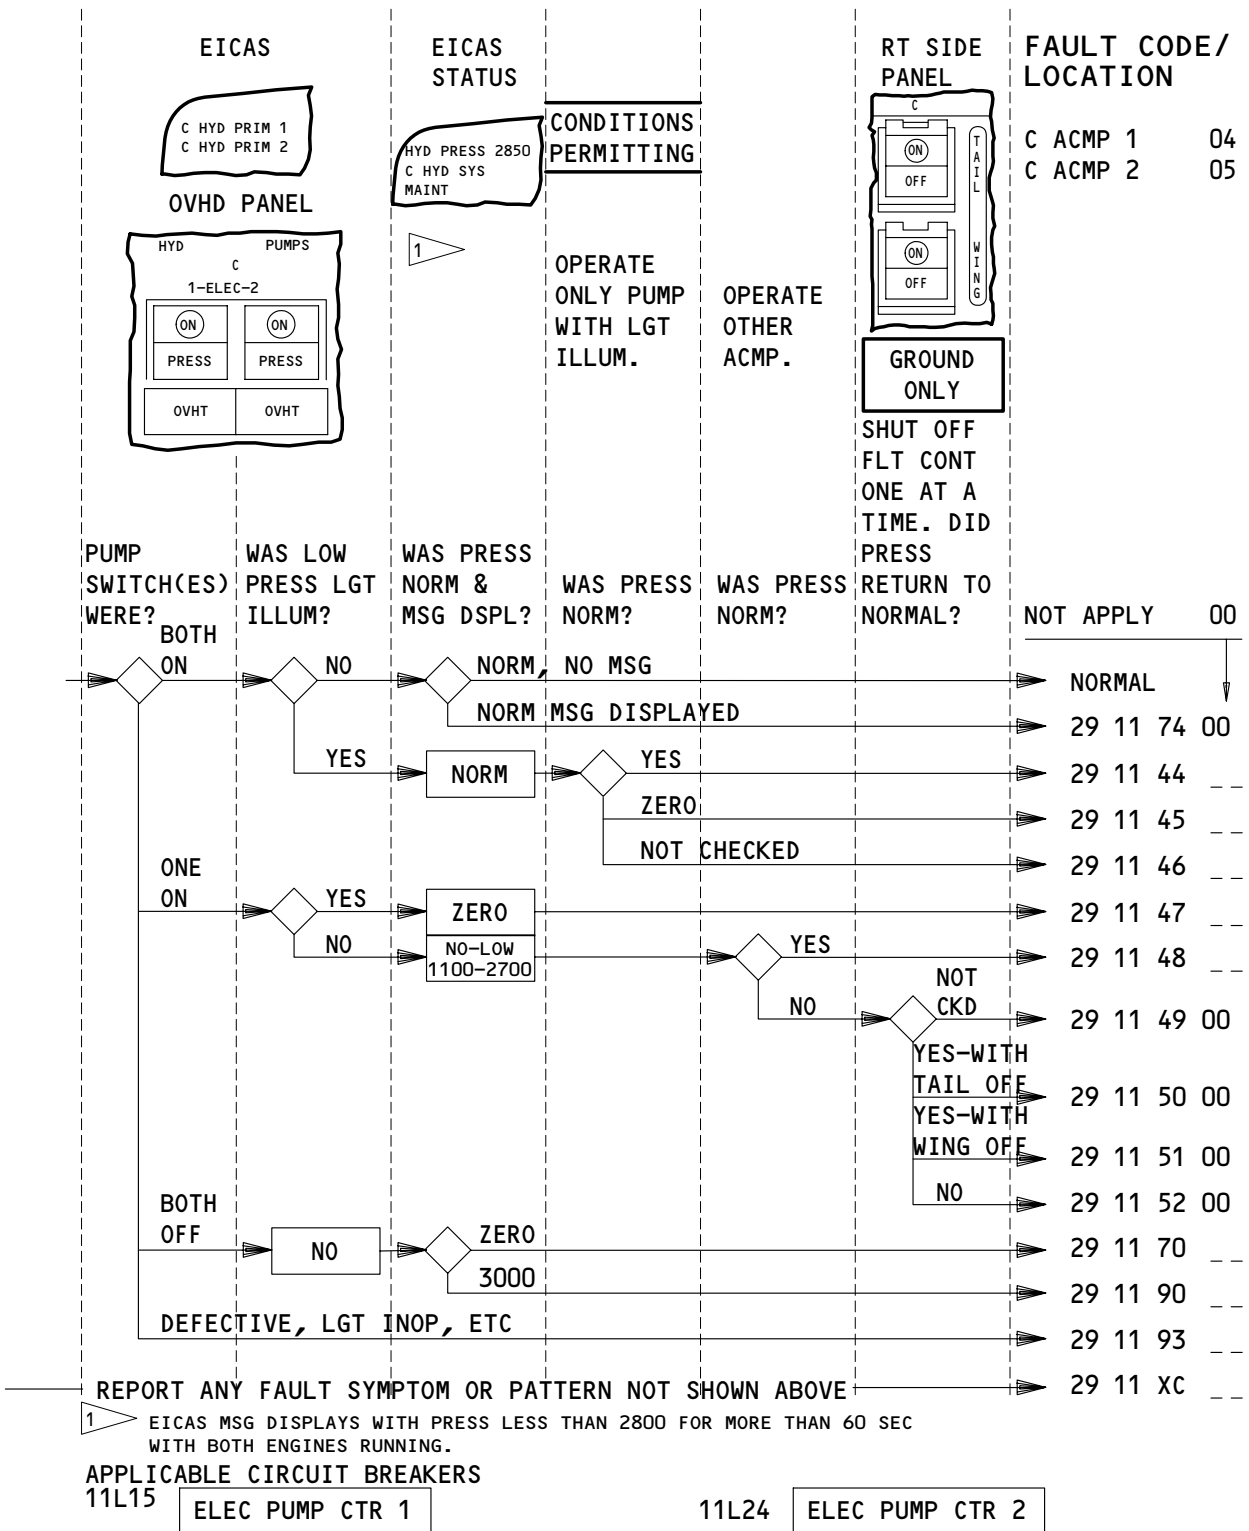 EICAS
C HYD PRIM 1
C HYD PRIM 2
OVHD PANEL
HYD PUMPS
C
1-ELEC-2
ON ON
PRESS PRESS
OVHT OVHT
EICAS
STATUS
HYD PRESS 2850
C HYD SYS
MAINT
1
CONDITIONS
PERMITTING
OPERATE
ONLY PUMP
WITH LGT
ILLUM.
OPERATE
OTHER
ACMP.
RT SIDE
PANEL
C
ON
OFF
ON
OFF
TAIL
WING
GROUND
ONLY
SHUT OFF
FLT CONT
ONE AT A
TIME. DID
PRESS
RETURN TO
NORMAL?
FAULT CODE/
LOCATION
C ACMP 1 04
C ACMP 2 05
PUMP
SWITCH(ES)
WERE?
WAS LOW
PRESS LGT
ILLUM?
WAS PRESS
NORM &
MSG DSPL?
WAS PRESS
NORM?
WAS PRESS
NORM?
NOT APPLY 00
BOTH
ON
NO
NORM, NO MSG
NORMAL
NORM MSG DISPLAYED
29 11 74 00
YES
NORM
YES
29 11 44 _ _
ZERO
29 11 45 _ _
NOT CHECKED
29 11 46 _ _
ONE
ON
YES
ZERO
29 11 47 _ _
NO
NO-LOW
1100-2700
YES
29 11 48 _ _
NO
NOT
CKD
29 11 49 00
YES-WITH
TAIL OFF
29 11 50 00
YES-WITH
WING OFF
29 11 51 00
NO
29 11 52 00
BOTH
OFF
NO
ZERO
29 11 70 _ _
3000
29 11 90 _ _
DEFECTIVE, LGT INOP, ETC
29 11 93 _ _
REPORT ANY FAULT SYMPTOM OR PATTERN NOT SHOWN ABOVE
29 11 XC _ _
1 EICAS MSG DISPLAYS WITH PRESS LESS THAN 2800 FOR MORE THAN 60 SEC
WITH BOTH ENGINES RUNNING.
APPLICABLE CIRCUIT BREAKERS
11L15 ELEC PUMP CTR 1
11L24 ELEC PUMP CTR 2